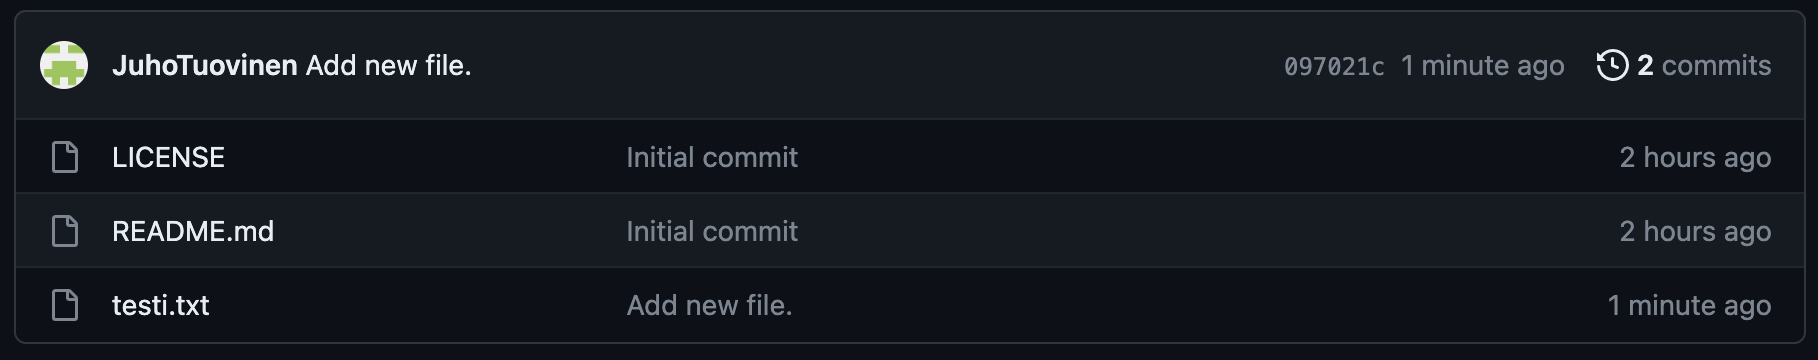 JuhoTuovinen Add new file. 097021c 1 minute ago 2 commits
LICENSE Initial commit 2 hours ago
README.md Initial commit 2 hours ago
testi.txt Add new file. 1 minute ago